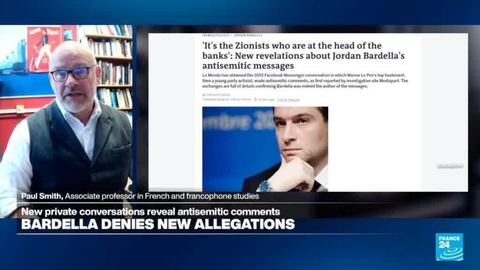 'It's the Zionists who are at the head of the
banks': New revelations about Jordan Bardella's
antisemitic messages
Le Monde has obtained the 2013 Facebook Messenger conversation in which Marine Le Pen's top lieutenant,
then a young party activist, made antisemitic comments, as first reported by investigative site Mediapart. The
exchanges are full of details confirming Bardella was indeed the author of the messages.
Paul Smith, Associate professor in French and francophone studies
New private conversations reveal antisemitic comments
BARDELLA DENIES NEW ALLEGATIONS
FRANCE
24